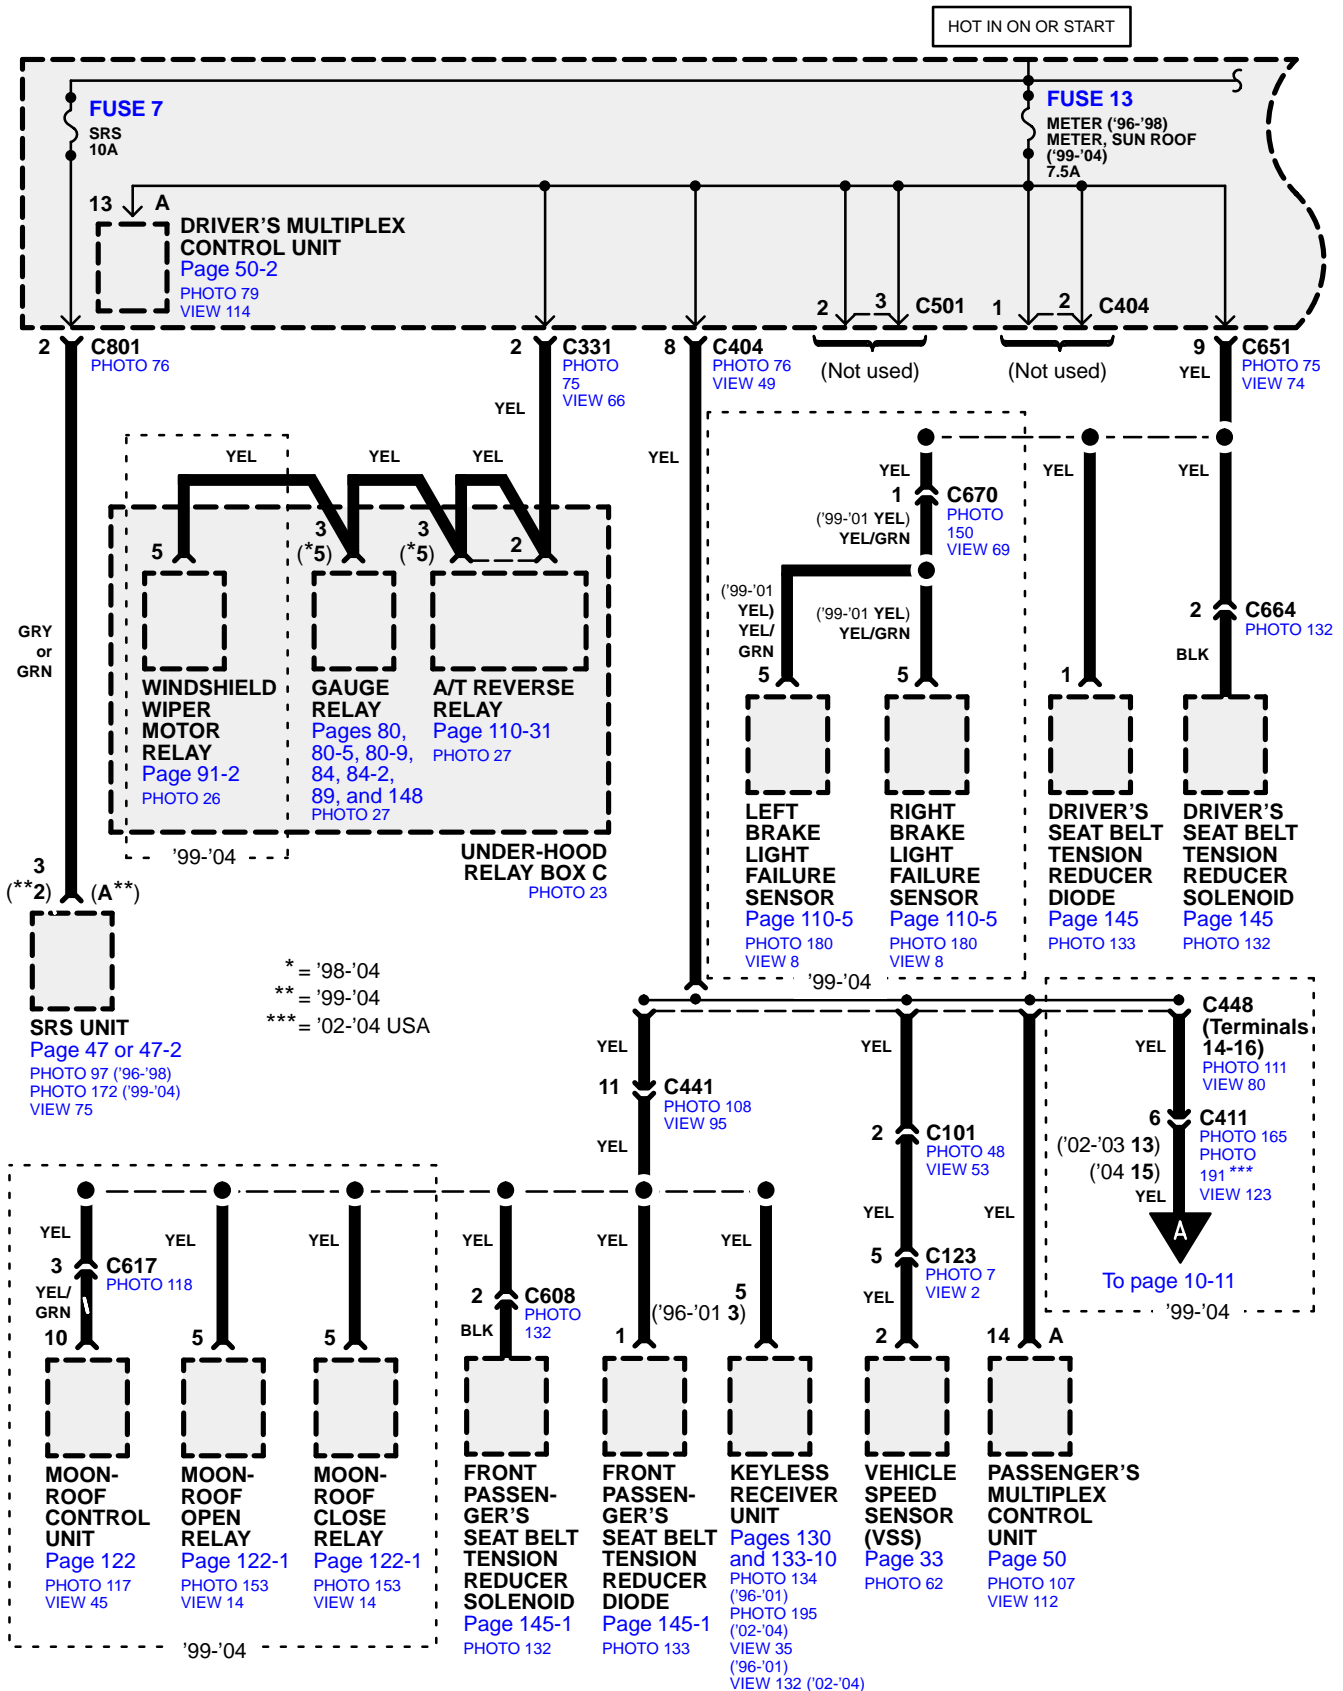 HOT IN ON OR START
FUSE 7
SRS
10A
FUSE 13
METER (‘96-’98)
METER, SUN ROOF
(‘99-’04)
7.5A
13 A
DRIVER’S MULTIPLEX
CONTROL UNIT
Page 50-2
PHOTO 79
VIEW 114
2 3 C501
1 2 C404
2 C801
PHOTO 76
2 C331
PHOTO
75
VIEW 66
8 C404
PHOTO 76
VIEW 49
(Not used)
(Not used)
9 C651
PHOTO 75
VIEW 74
YEL
YEL
YEL
YEL
YEL
YEL
YEL
YEL
YEL
1 C670
PHOTO
150
VIEW 69
(’99-’01 YEL)
YEL/GRN
5
3
(*5)
3
(*5)
2
(’99-’01
YEL)
YEL/
GRN
(’99-’01 YEL)
YEL/GRN
2 C664
PHOTO 132
BLK
GRY
or
GRN
5
5
1
WINDSHIELD
WIPER
MOTOR
RELAY
Page 91-2
PHOTO 26
GAUGE
RELAY
Pages 80,
80-5, 80-9,
84, 84-2,
89, and 148
PHOTO 27
A/T REVERSE
RELAY
Page 110-31
PHOTO 27
’99-’04
UNDER-HOOD
RELAY BOX C
PHOTO 23
LEFT
BRAKE
LIGHT
FAILURE
SENSOR
Page 110-5
PHOTO 180
VIEW 8
RIGHT
BRAKE
LIGHT
FAILURE
SENSOR
Page 110-5
PHOTO 180
VIEW 8
DRIVER’S
SEAT BELT
TENSION
REDUCER
DIODE
Page 145
PHOTO 133
DRIVER’S
SEAT BELT
TENSION
REDUCER
SOLENOID
Page 145
PHOTO 132
’99-’04
3
(**2) (A**)
SRS UNIT
Page 47 or 47-2
PHOTO 97 (’96-’98)
PHOTO 172 (’99-’04)
VIEW 75
* = ’98-’04
** = ’99-’04
*** = ’02-’04 USA
C448
(Terminals
14-16)
PHOTO 111
VIEW 80
YEL
YEL
YEL
11 C441
PHOTO 108
VIEW 95
YEL
2 C101
PHOTO 48
VIEW 53
6 C411
PHOTO 165
PHOTO
191 ***
VIEW 123
(’02-’03 13)
(’04 15)
YEL
A
To page 10-11
’99-’04
YEL
YEL
YEL
YEL
YEL
YEL
YEL
YEL
3 C617
PHOTO 118
YEL/
GRN
2 C608
PHOTO
132
BLK
5
(’96-’01 3)
5 C123
PHOTO 7
VIEW 2
YEL
10
5
5
1
2
14 A
MOON-
ROOF
CONTROL
UNIT
Page 122
PHOTO 117
VIEW 45
MOON-
ROOF
OPEN
RELAY
Page 122-1
PHOTO 153
VIEW 14
MOON-
ROOF
CLOSE
RELAY
Page 122-1
PHOTO 153
VIEW 14
FRONT
PASSEN-
GER’S
SEAT BELT
TENSION
REDUCER
SOLENOID
Page 145-1
PHOTO 132
FRONT
PASSEN-
GER’S
SEAT BELT
TENSION
REDUCER
DIODE
Page 145-1
PHOTO 133
KEYLESS
RECEIVER
UNIT
Pages 130
and 133-10
PHOTO 134
(’96-’01)
PHOTO 195
(’02-’04)
VIEW 35
(’96-’01)
VIEW 132 (’02-’04)
VEHICLE
SPEED
SENSOR
(VSS)
Page 33
PHOTO 62
PASSENGER’S
MULTIPLEX
CONTROL
UNIT
Page 50
PHOTO 107
VIEW 112
’99-’04